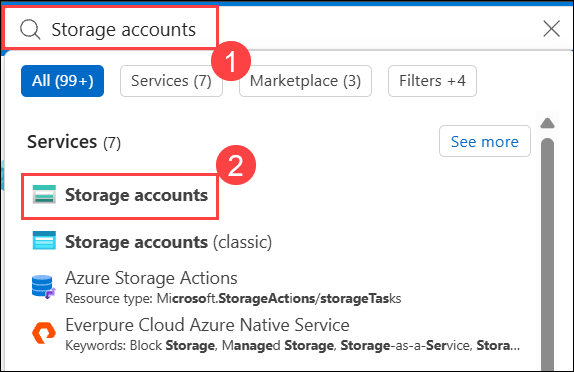 Storage accounts
1
All (99+)
Services (7)
Marketplace (3)
Filters +4
Services (7)
See more
2
Storage accounts
Storage accounts (classic)
Azure Storage Actions
Resource type: Microsoft.StorageActions/storageTasks
Everpure Cloud Azure Native Service
Keywords: Block Storage, Managed Storage, Storage-as-a-Service, Stora...